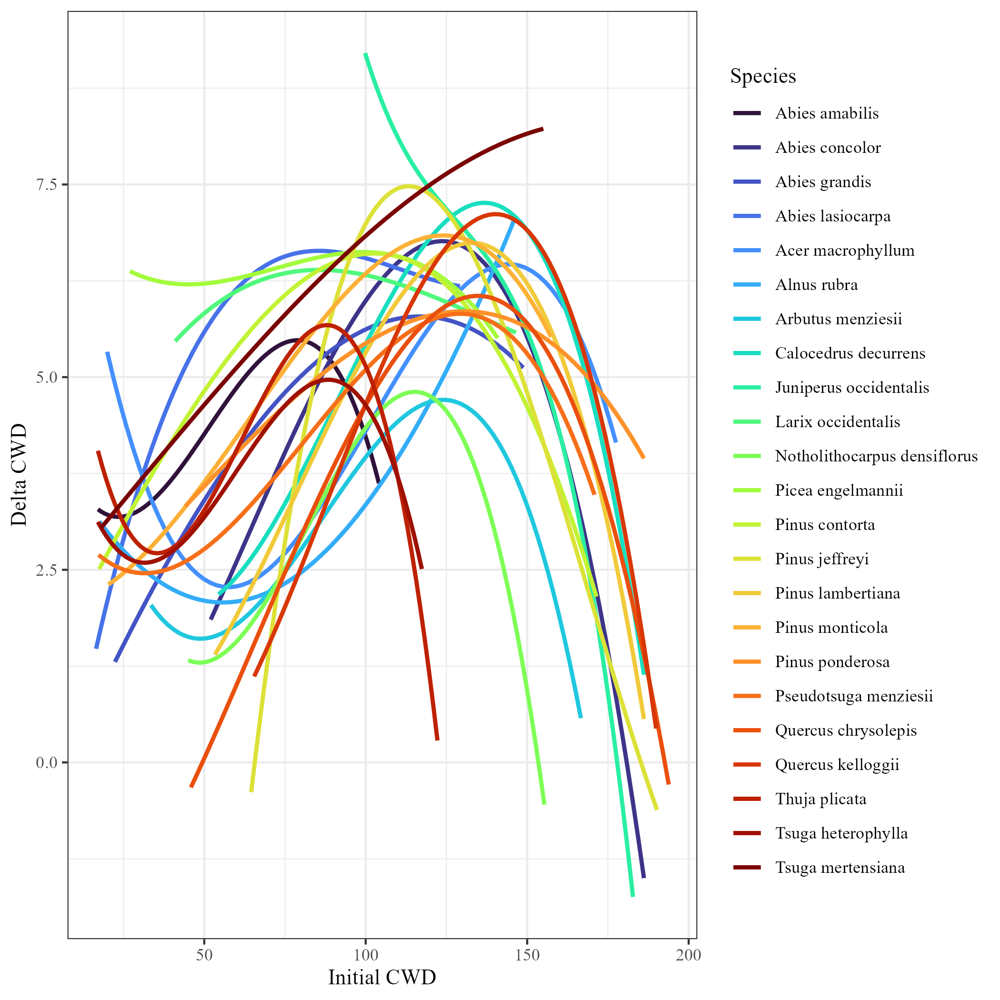 Species
Abies amabilis
Abies concolor
Abies grandis
Abies lasiocarpa
Acer macrophyllum
Alnus rubra
Arbutus menziesii
Calocedrus decurrens
Juniperus occidentalis
Larix occidentalis
Notholithocarpus densiflorus
Picea engelmannii
Pinus contorta
Pinus jeffreyi
Pinus lambertiana
Pinus monticola
Pinus ponderosa
Pseudotsuga menziesii
Quercus chrysolepis
Quercus kelloggii
Thuja plicata
Tsuga heterophylla
Tsuga mertensiana
7.5
5.0
2.5
0.0
Delta CWD
50 100 150 200
Initial CWD